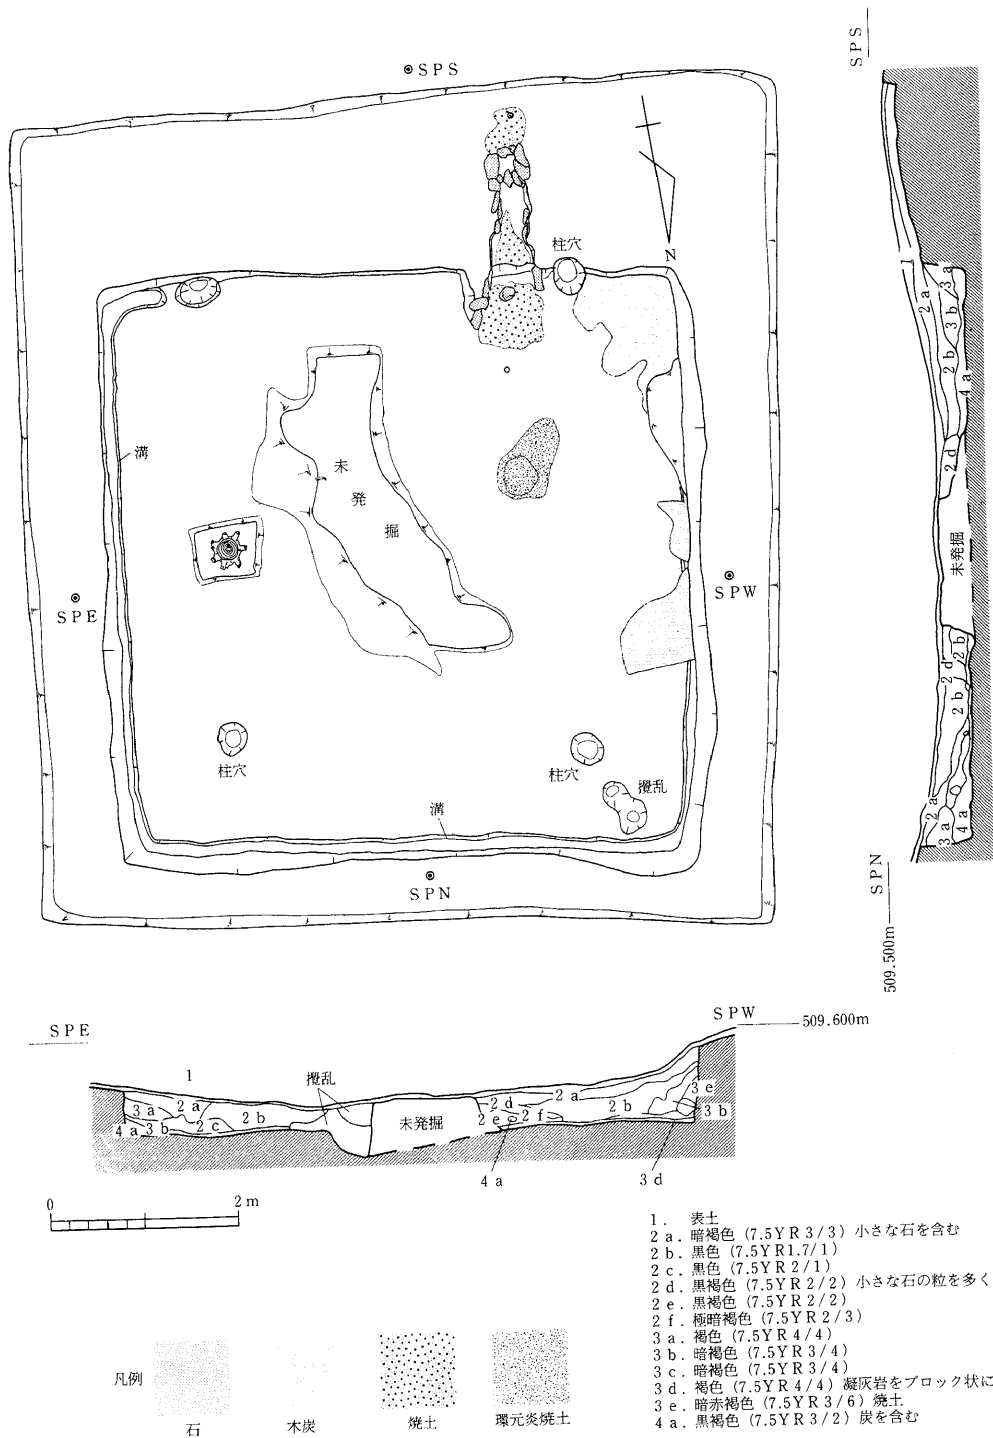 SPS
SPS
柱穴
N
1
2a
3a
3b
2b
4a
2d
溝
未発掘
未発掘
SPE
SPW
2b
2d
2b
柱穴
柱穴
攪乱
溝
2a
3a
4a
SPN
SPN
509.500m
SPE
SPW
509.600m
1
攪乱
3a
2a
2b
4a
3b
2c
未発掘
2d
2a
2e
2f
2b
3e
3b
4a
3d
0
2m
1. 表土
2a. 暗褐色 (7.5YR3/3) 小さな石を含む
2b. 黒色 (7.5YR1.7/1)
2c. 黒色 (7.5YR2/1)
2d. 黒褐色 (7.5YR2/2) 小さな石の粒を多く
2e. 黒褐色 (7.5YR2/2)
2f. 極暗褐色 (7.5YR2/3)
3a. 褐色 (7.5YR4/4)
3b. 暗褐色 (7.5YR3/4)
3c. 暗褐色 (7.5YR3/4)
3d. 褐色 (7.5YR4/4) 凝灰岩をブロック状に
3e. 暗赤褐色 (7.5YR3/6) 焼土
4a. 黒褐色 (7.5YR3/2) 炭を含む
凡例
石
木炭
焼土
環元炎焼土